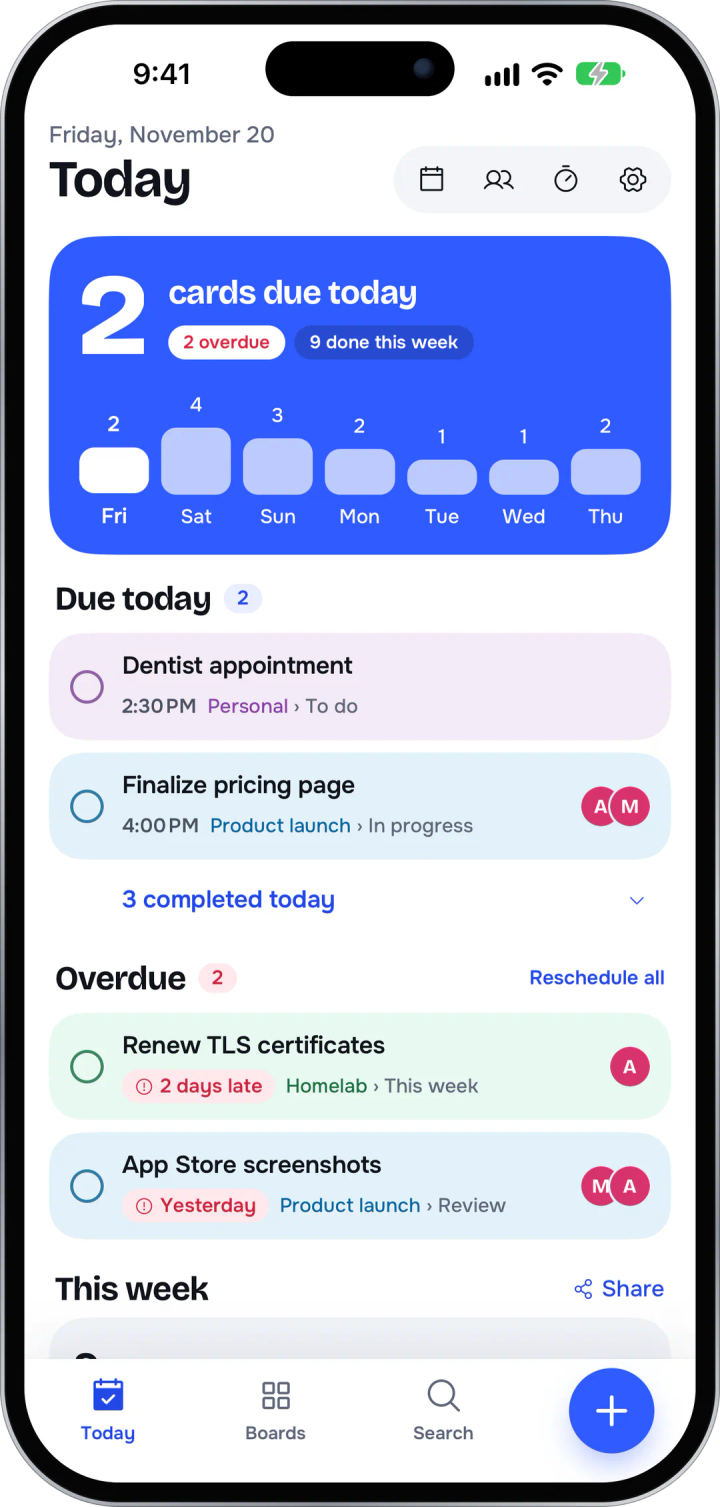 9:41
Friday, November 20
Today
2
cards due today
2 overdue 9 done this week
2 4 3 2 1 1 2
Fri Sat Sun Mon Tue Wed Thu
Due today 2
Dentist appointment
2:30 PM Personal › To do
Finalize pricing page
4:00 PM Product launch › In progress
A M
3 completed today
Overdue 2 Reschedule all
Renew TLS certificates
2 days late Homelab › This week
A
App Store screenshots
Yesterday Product launch › Review
M A
This week Share
Today Boards Search